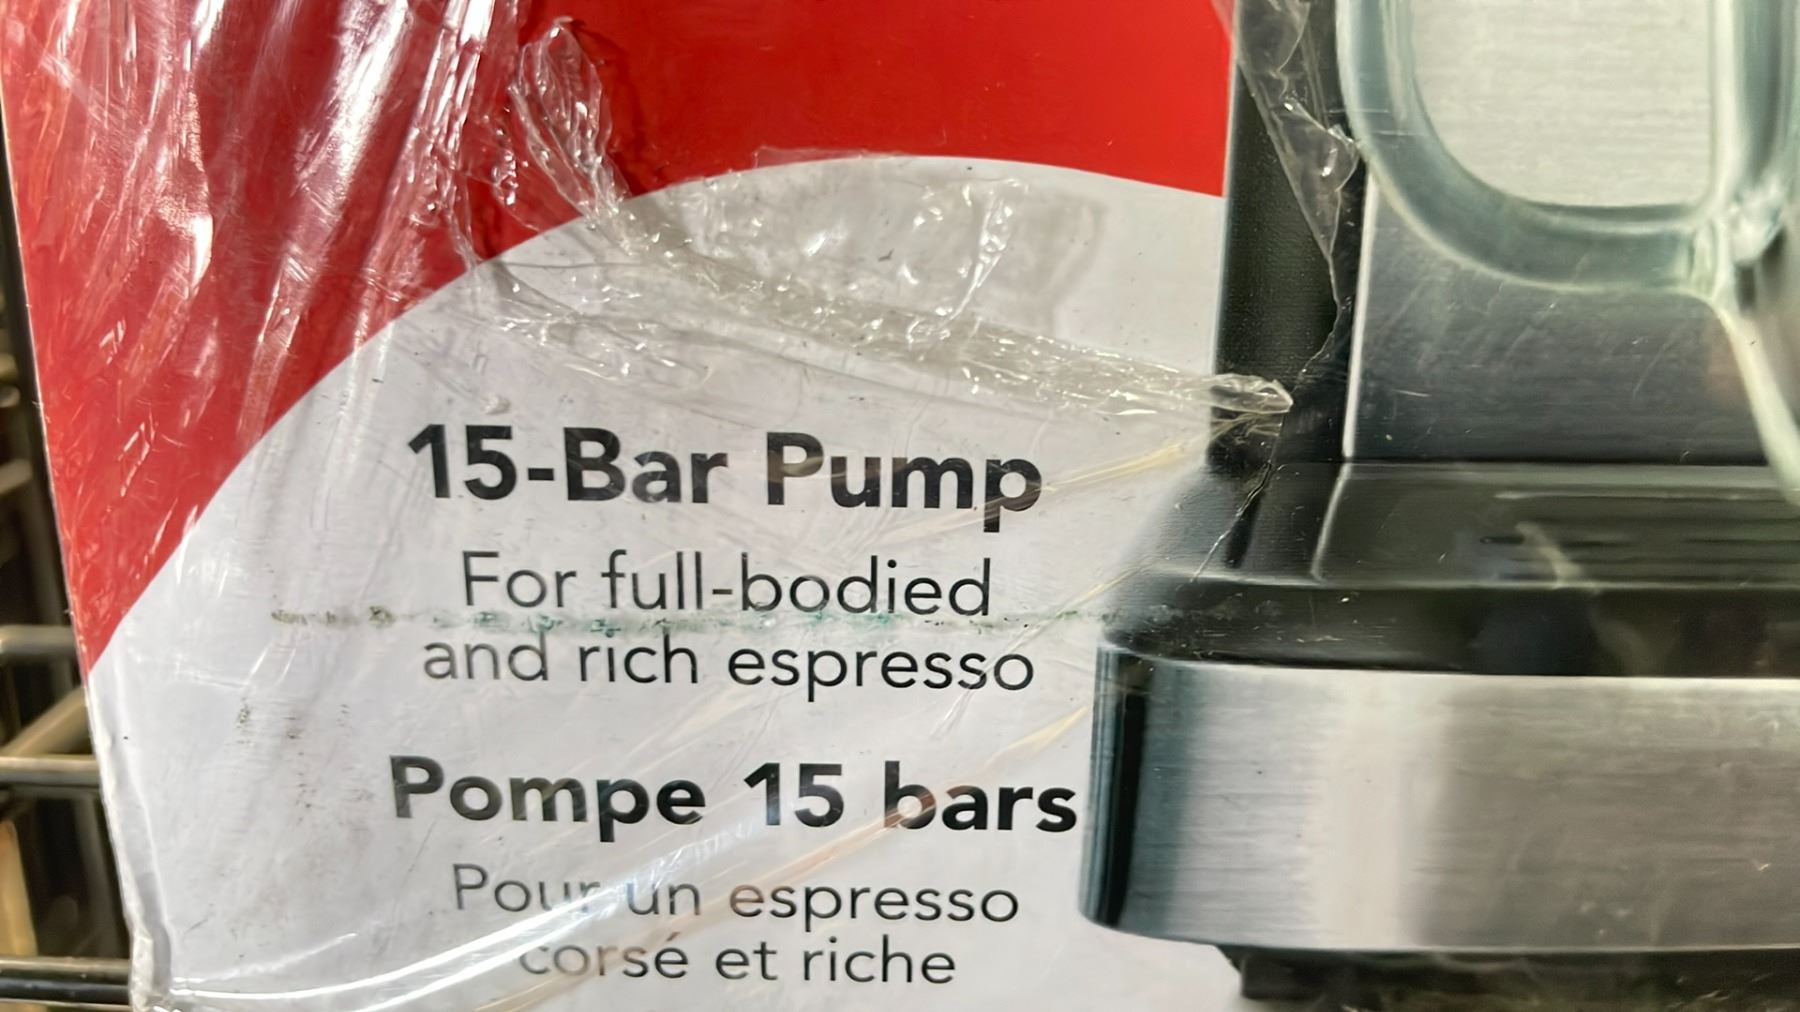 15-Bar Pump
For full-bodied
and rich espresso
Pompe 15 bars
Pour un espresso
corsé et riche